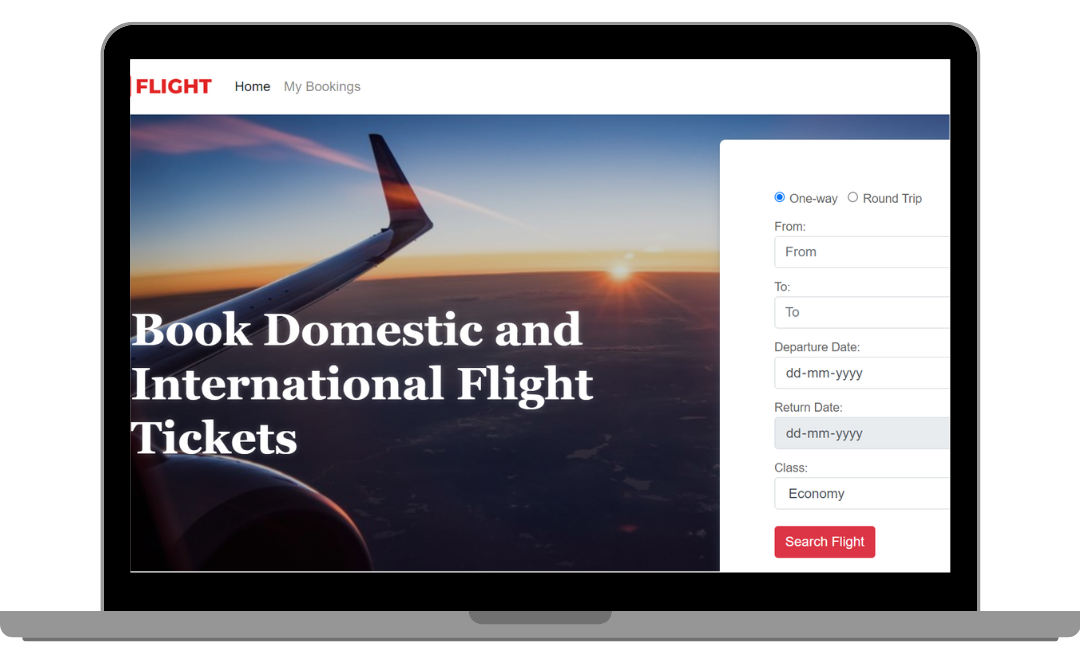 FLIGHT Home My Bookings
One-way Round Trip
From:
From
To:
To
Departure Date:
dd-mm-yyyy
Return Date:
dd-mm-yyyy
Class:
Economy
Search Flight
Book Domestic and
International Flight
Tickets